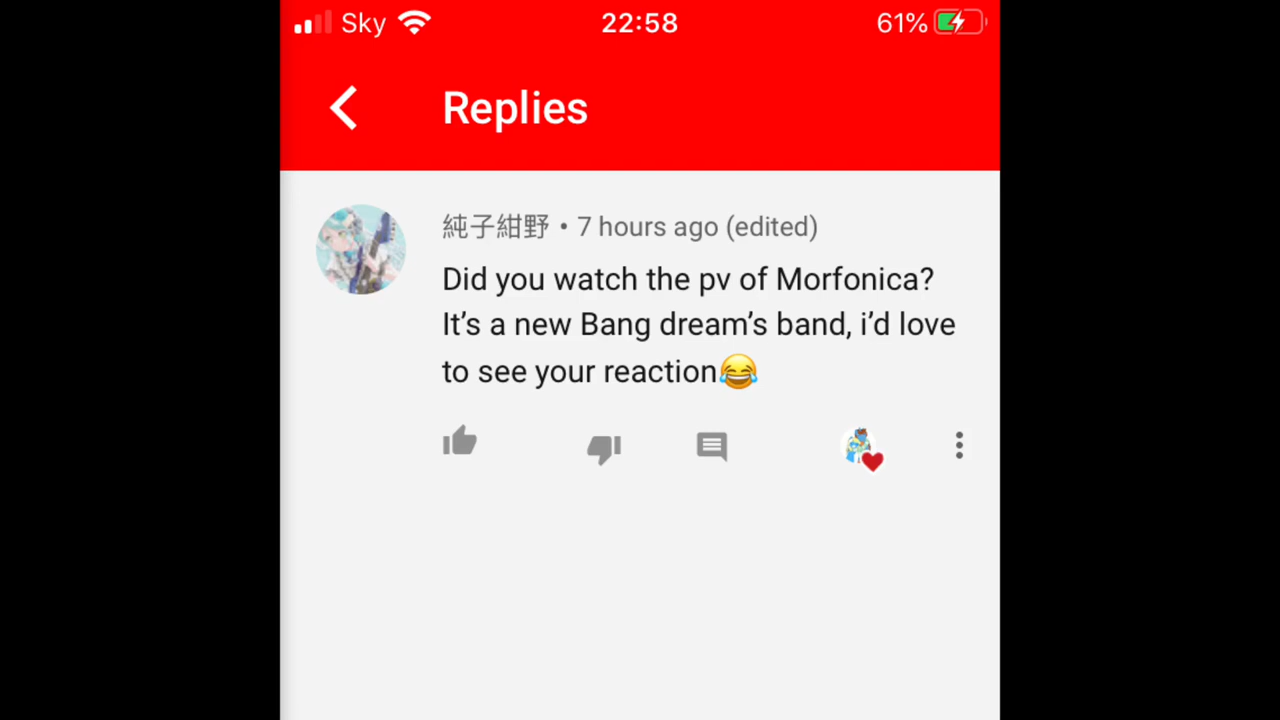 Sky 22:58 61%
Replies
純子紺野 • 7 hours ago (edited)
Did you watch the pv of Morfonica?
It’s a new Bang dream’s band, i’d love
to see your reaction😂